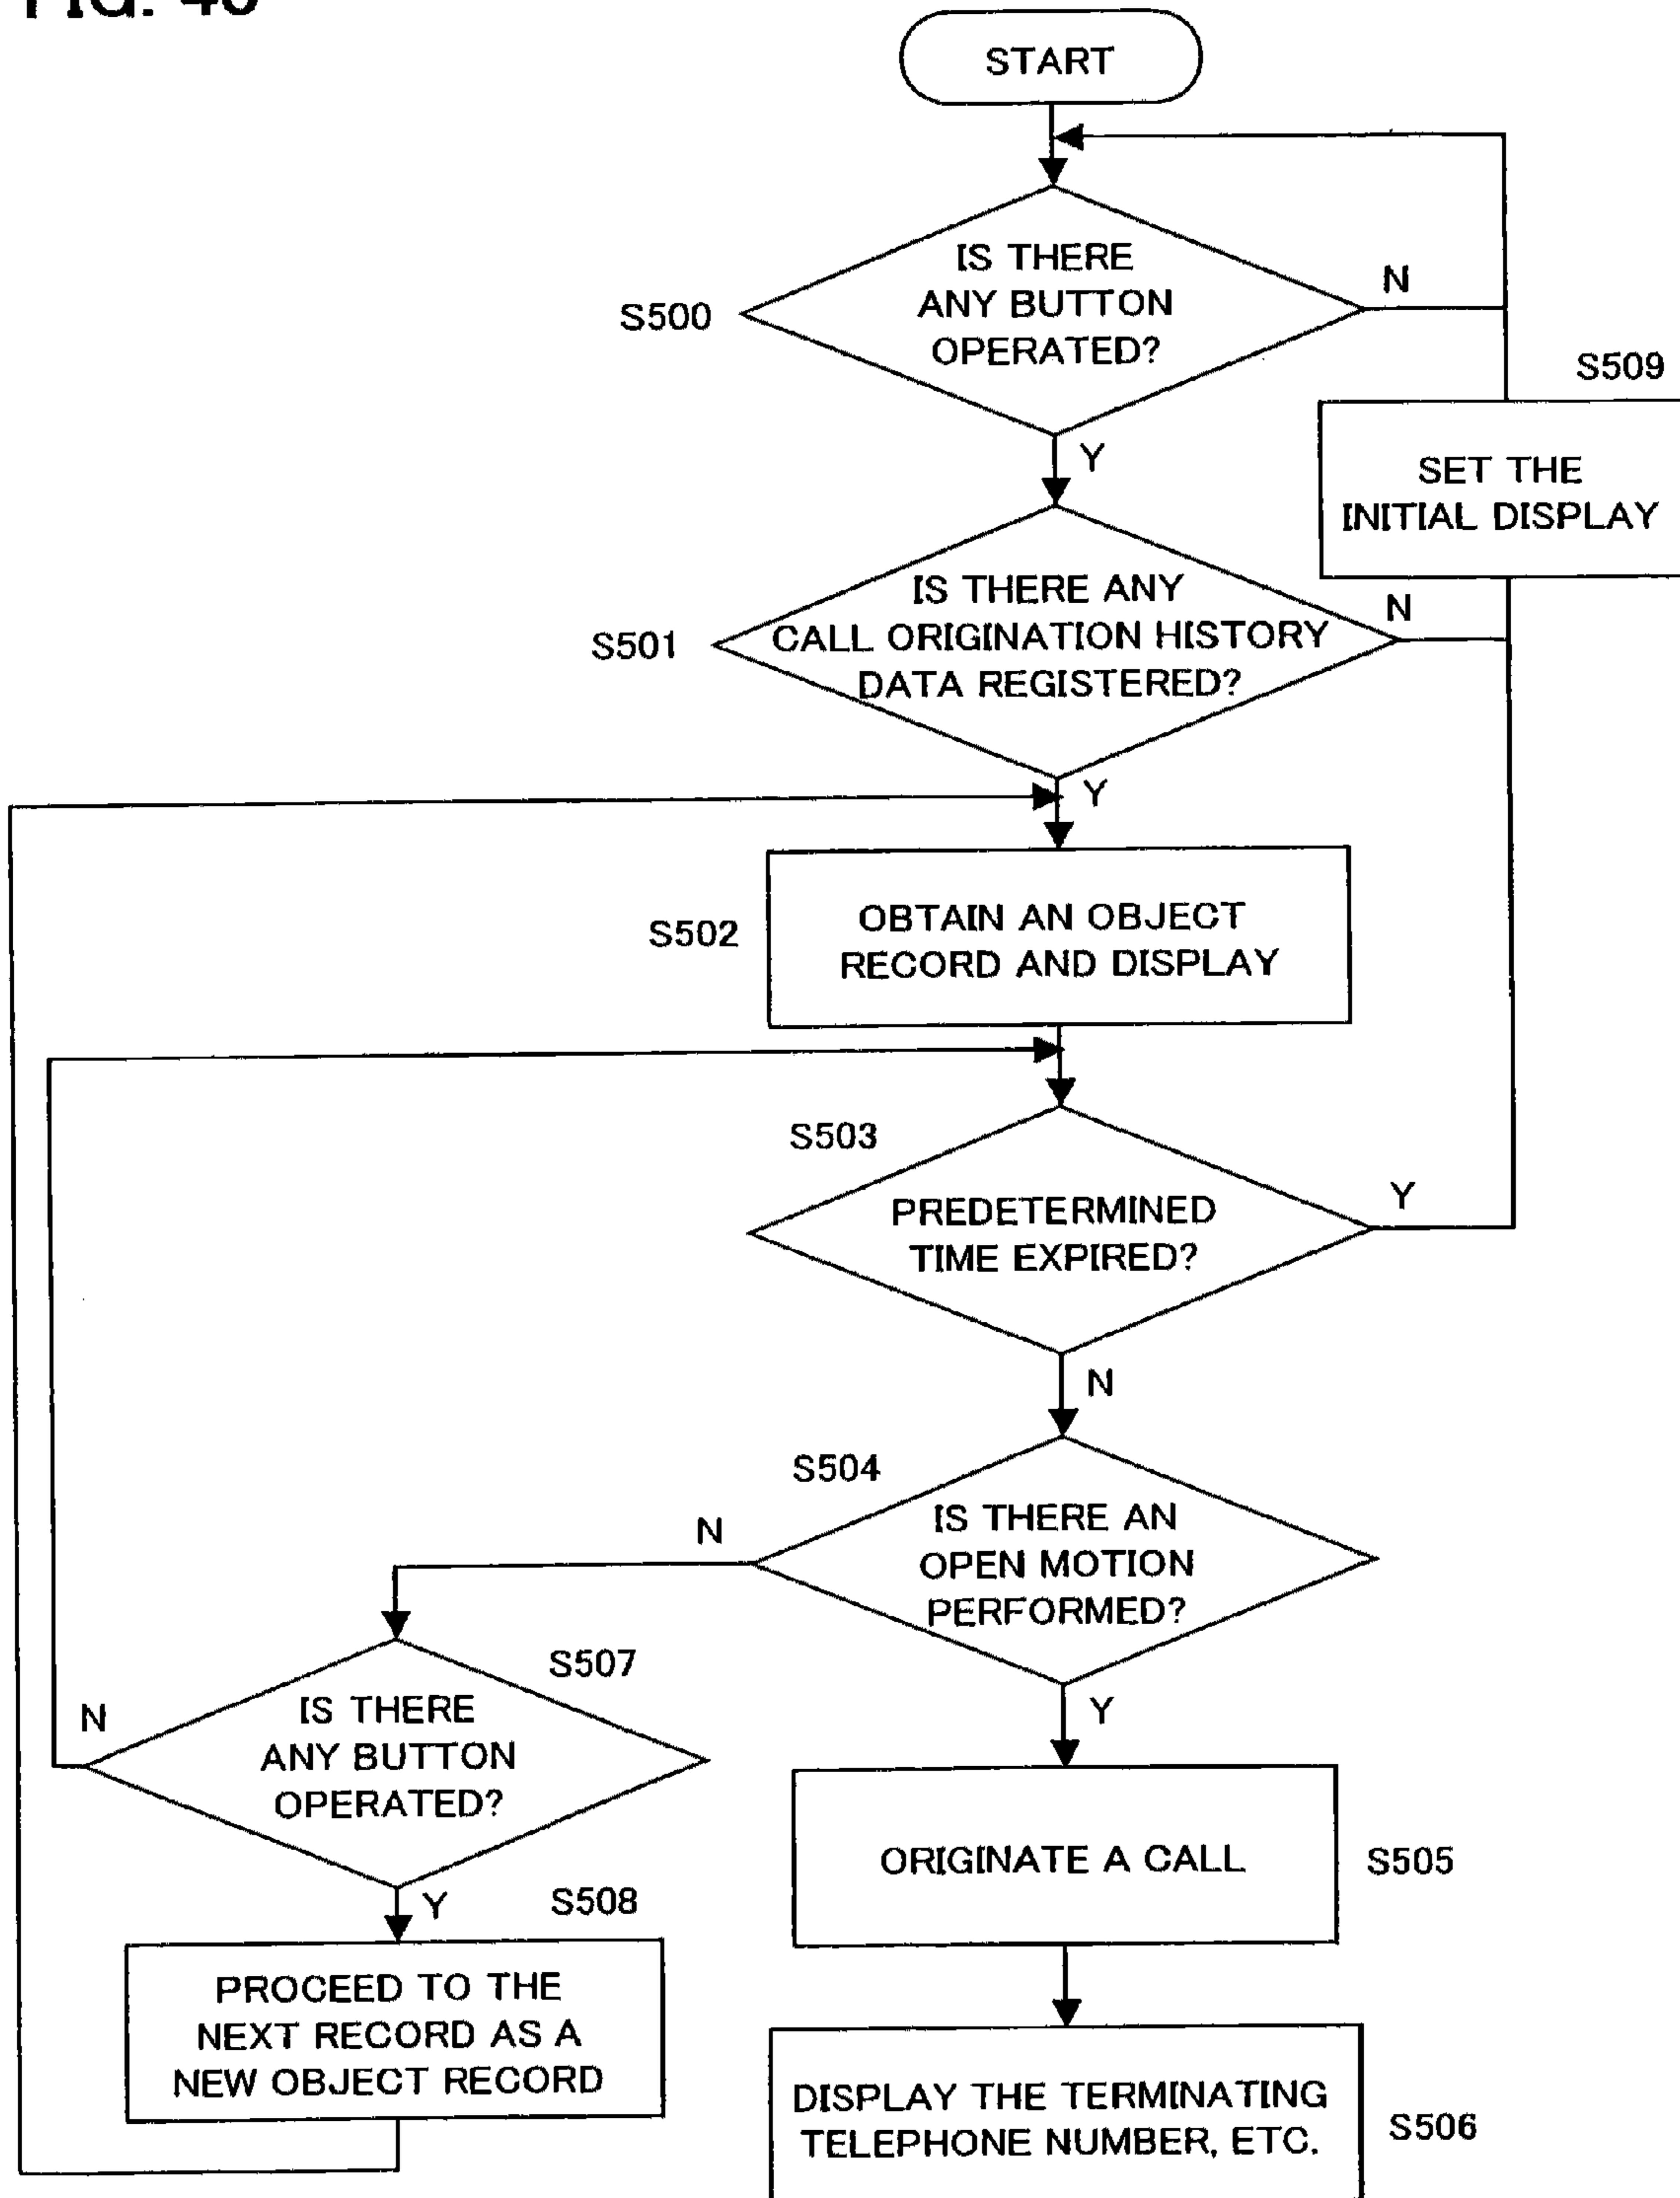 START
IS THERE
ANY BUTTON
OPERATED?
N
S500
S509
Y
SET THE
INITIAL DISPLAY
IS THERE ANY
CALL ORIGINATION HISTORY
DATA REGISTERED?
N
S501
Y
OBTAIN AN OBJECT
RECORD AND DISPLAY
S502
S503
PREDETERMINED
TIME EXPIRED?
Y
N
S504
IS THERE AN
OPEN MOTION
PERFORMED?
N
Y
S507
IS THERE
ANY BUTTON
OPERATED?
N
Y
ORIGINATE A CALL
S505
S508
PROCEED TO THE
NEXT RECORD AS A
NEW OBJECT RECORD
DISPLAY THE TERMINATING
TELEPHONE NUMBER, ETC.
S506